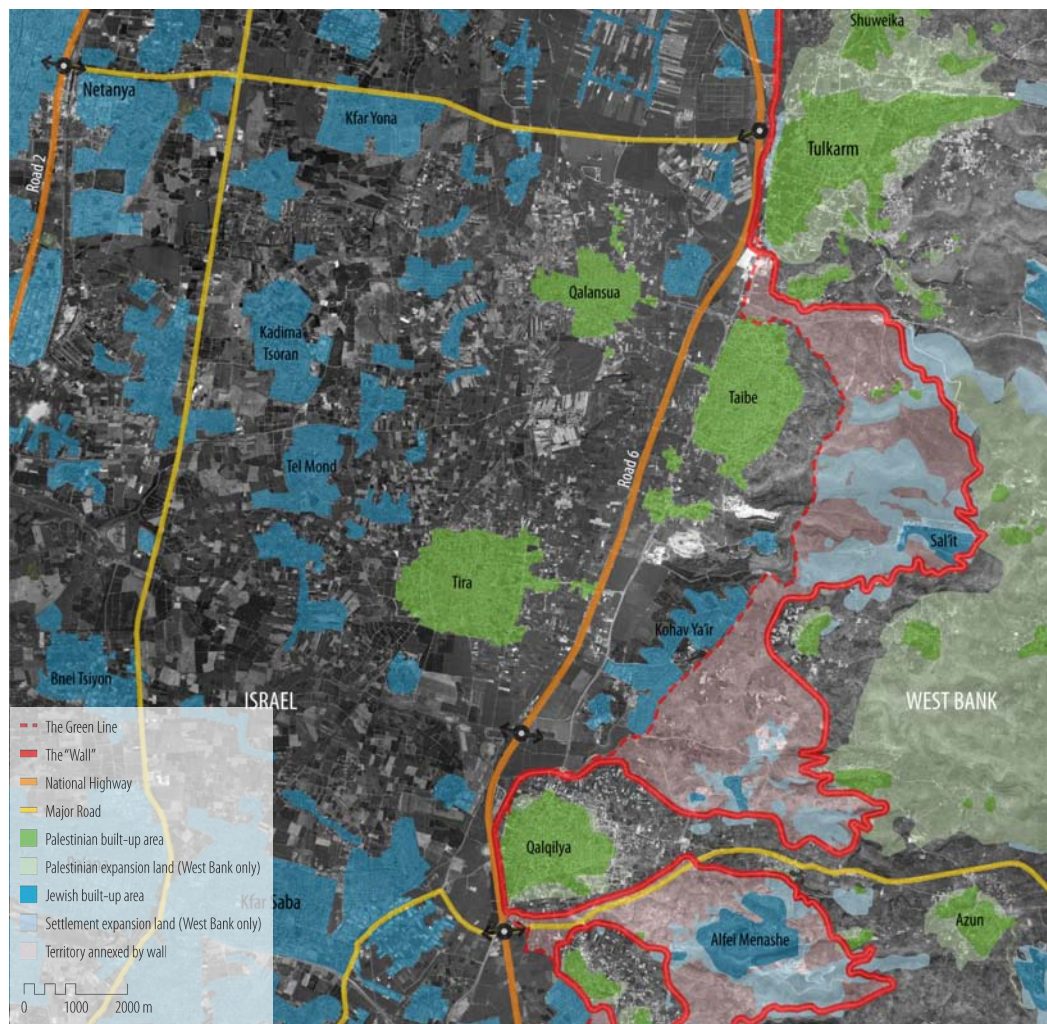 Shuweika
Netanya
Kfar Yona
Tulkarm
Road 2
Qalansua
Kadima
Tsoran
Taibe
Tel Mond
Road 6
Sal'it
Tira
Kohav Ya'ir
Bnei Tsiyon
ISRAEL
WEST BANK
The Green Line
The "Wall"
National Highway
Major Road
Palestinian built-up area
Palestinian expansion land (West Bank only)
Jewish built-up area
Settlement expansion land (West Bank only)
Territory annexed by wall
0 1000 2000 m
Qalqilya
Kfar Saba
Azun
Alfei Menashe